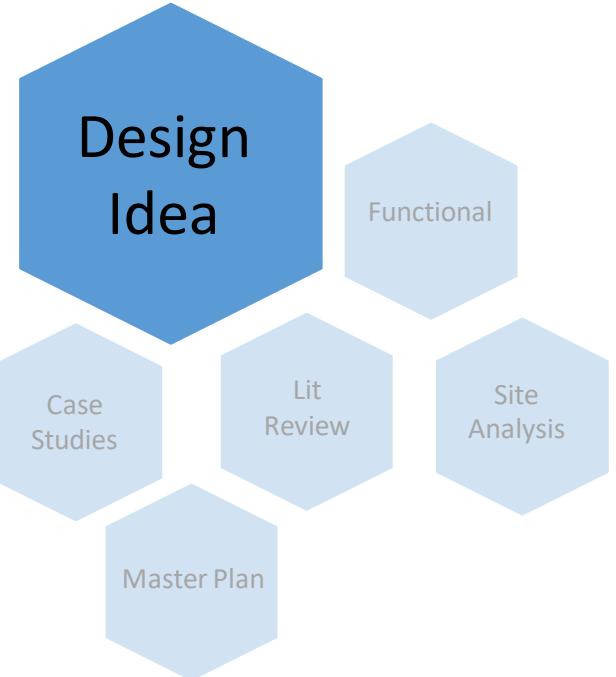 Design
Idea
Functional
Case
Studies
Lit
Review
Site
Analysis
Master Plan